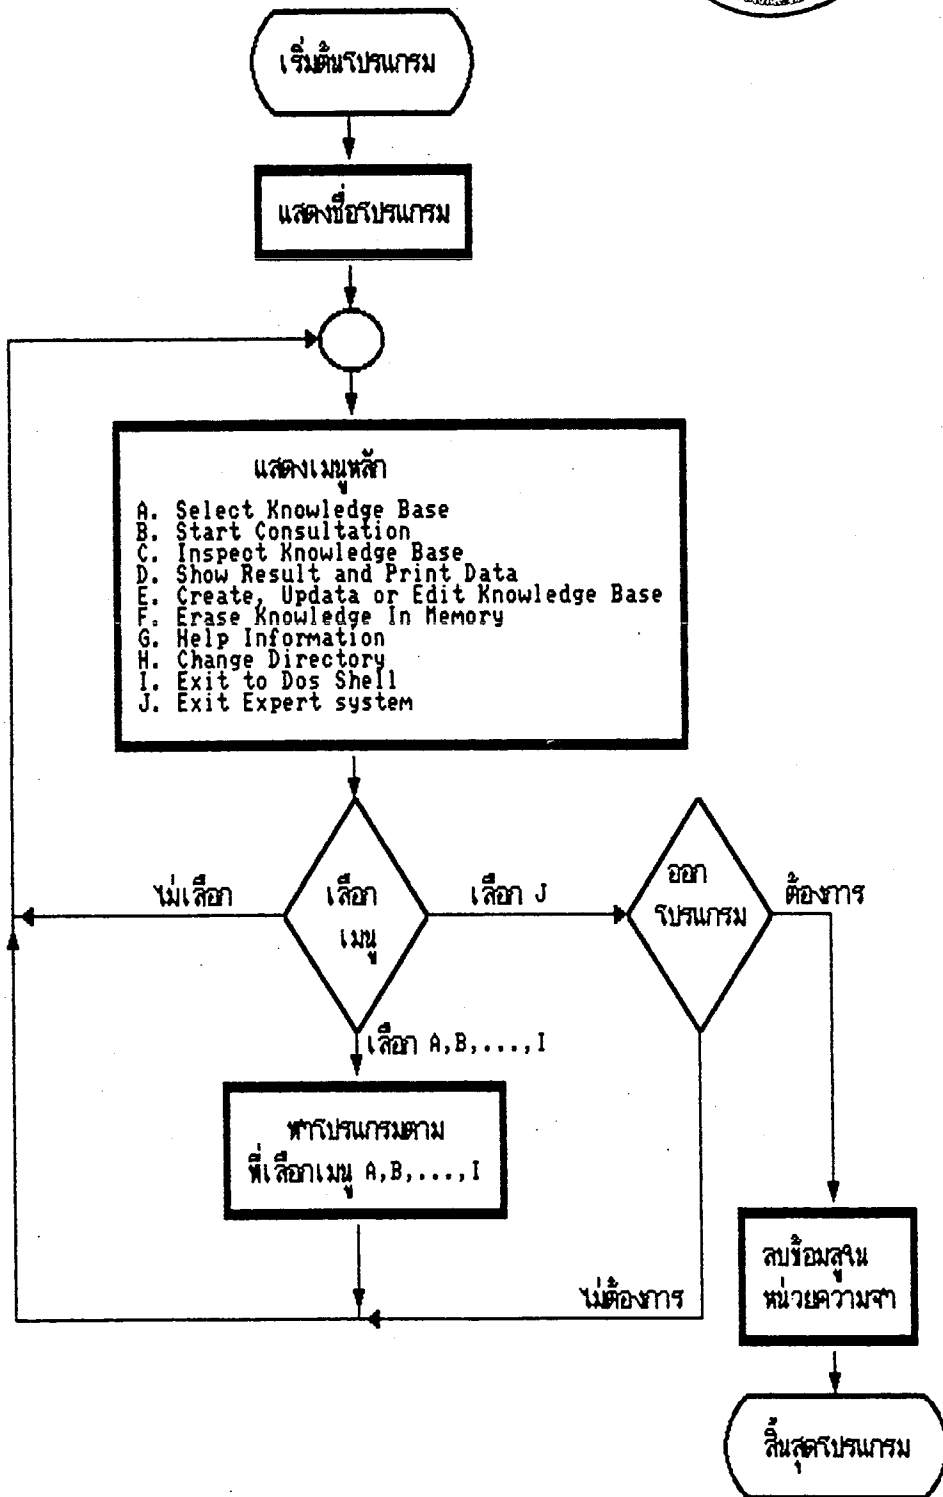 เริ่มต้นโปรแกรม
แสดงชื่อโปรแกรม
แสดงเมนูหลัก
A. Select Knowledge Base
B. Start Consultation
C. Inspect Knowledge Base
D. Show Result and Print Data
E. Create, Updata or Edit Knowledge Base
F. Erase Knowledge In Memory
G. Help Information
H. Change Directory
I. Exit to Dos Shell
J. Exit Expert system
ไม่เลือก
เลือก
เมนู
เลือก J
ออก
โปรแกรม
ต้องการ
เลือก A,B,...,I
ทำโปรแกรมตาม
ที่เลือกเมนู A,B,...,I
ไม่ต้องการ
ลบข้อมูลใน
หน่วยความจำ
สิ้นสุดโปรแกรม